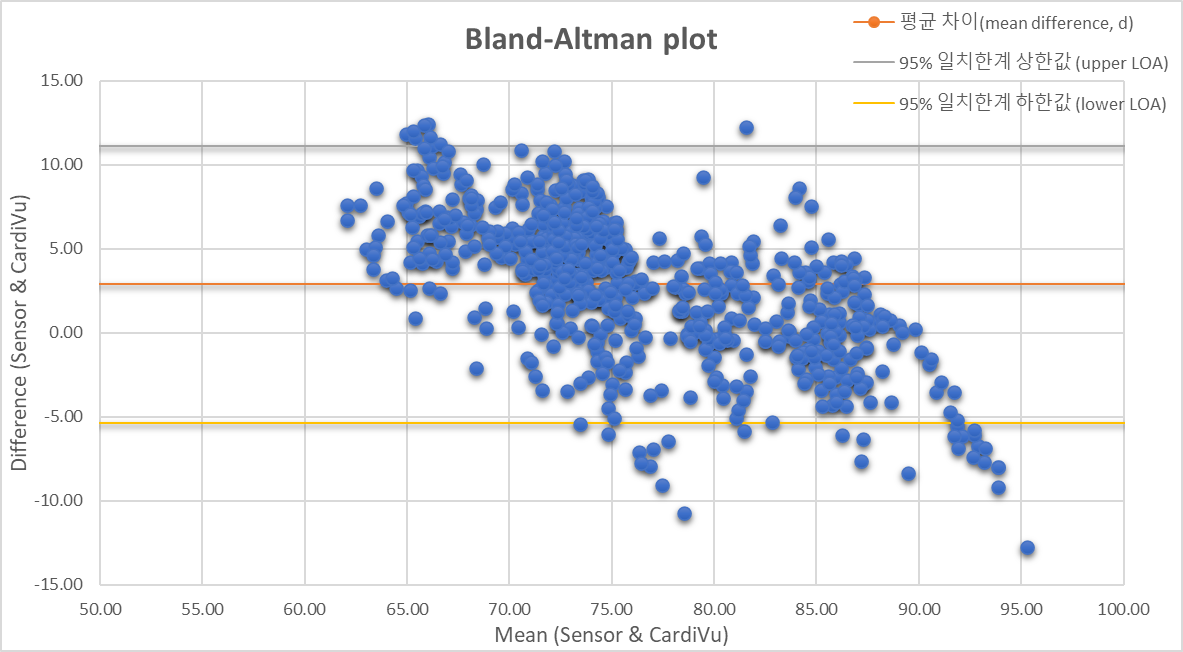 Bland-Altman plot
평균 차이(mean difference, d)
95% 일치한계 상한값 (upper LOA)
95% 일치한계 하한값 (lower LOA)
15.00
10.00
5.00
0.00
-5.00
-10.00
-15.00
Difference (Sensor & CardiVu)
50.00 55.00 60.00 65.00 70.00 75.00 80.00 85.00 90.00 95.00 100.00
Mean (Sensor & CardiVu)